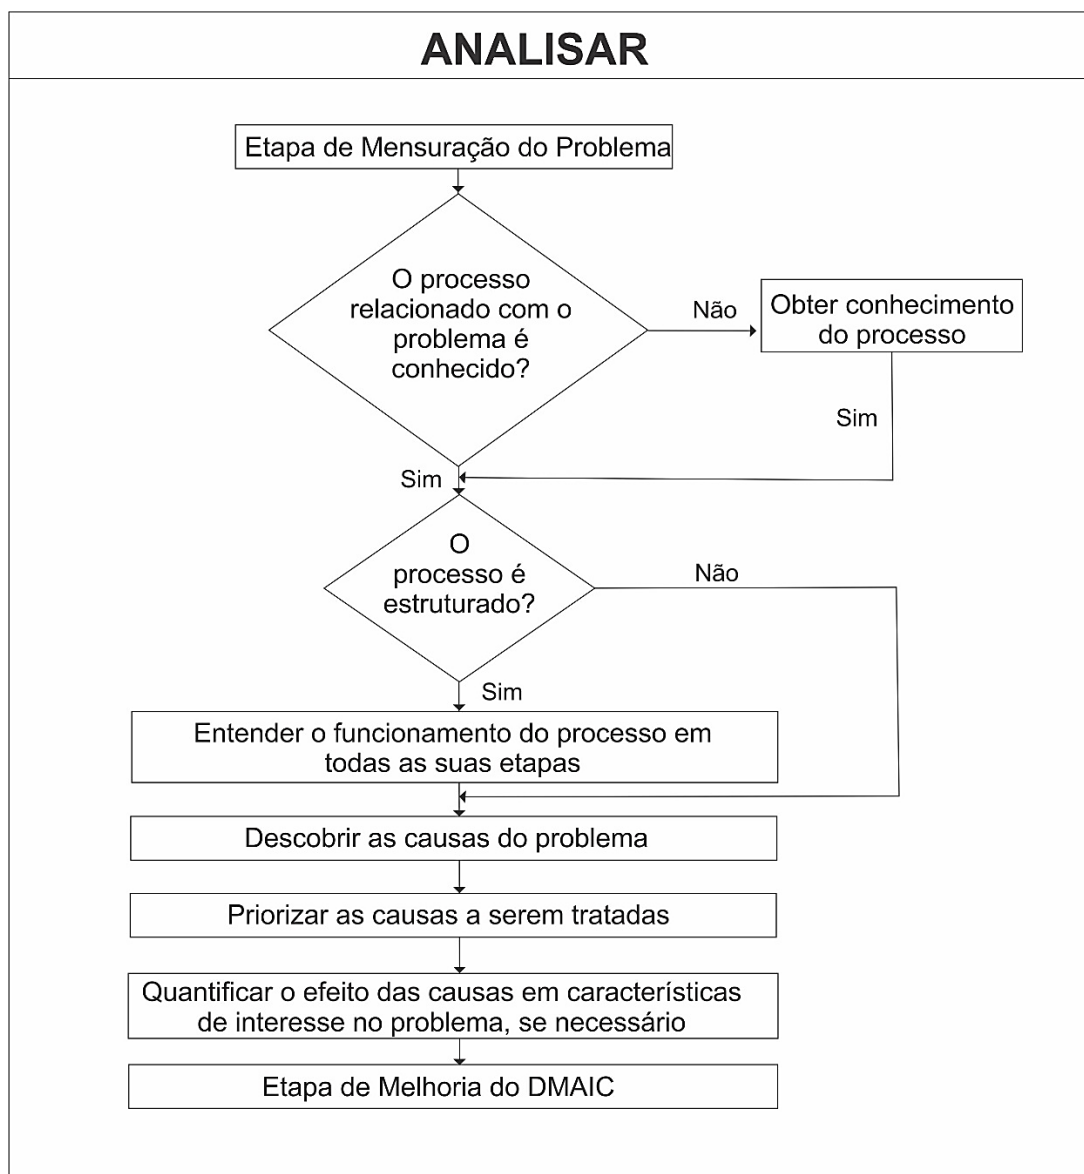 ANALISAR
Etapa de Mensuração do Problema
O processo
relacionado com o
problema é
conhecido?
Não
Obter conhecimento
do processo
Sim
Sim
O
processo é
estruturado?
Não
Sim
Entender o funcionamento do processo em
todas as suas etapas
Descobrir as causas do problema
Priorizar as causas a serem tratadas
Quantificar o efeito das causas em características
de interesse no problema, se necessário
Etapa de Melhoria do DMAIC